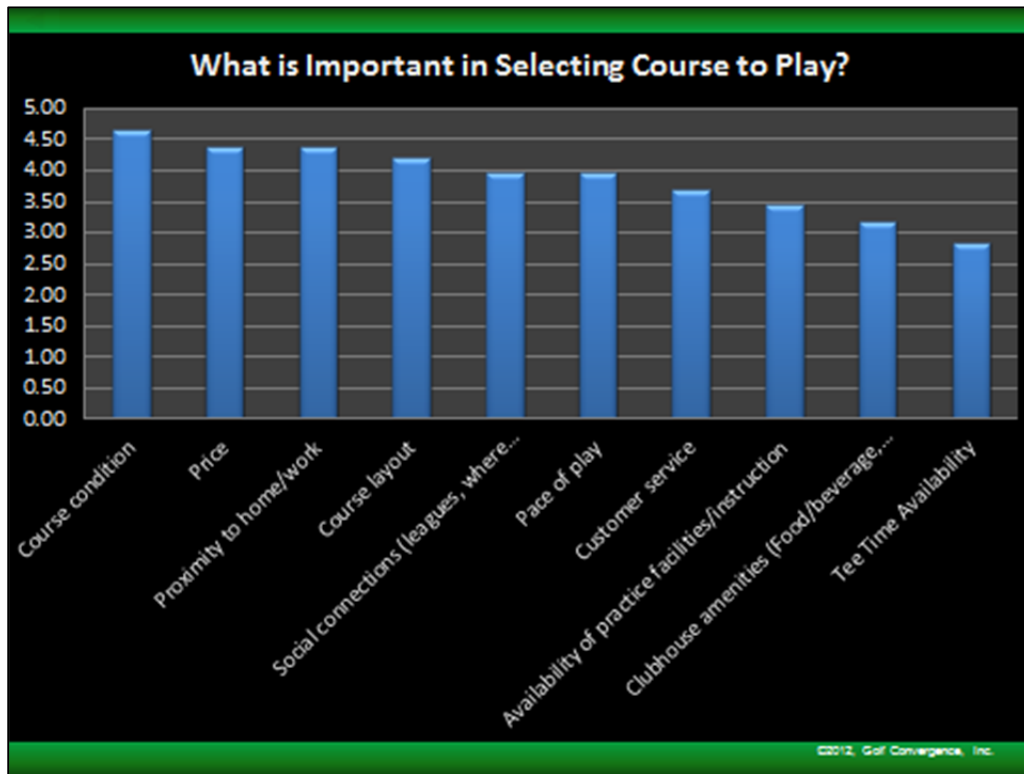 What is Important in Selecting Course to Play?
5.00
4.50
4.00
3.50
3.00
2.50
2.00
1.50
1.00
0.50
0.00
Course condition
Price
Proximity to home/work
Course layout
Social connections (leagues, where...
Pace of play
Customer service
Availability of practice facilities/instruction
Clubhouse amenities (Food/beverage,...
Tee Time Availability
©2012, Golf Convergence, Inc.